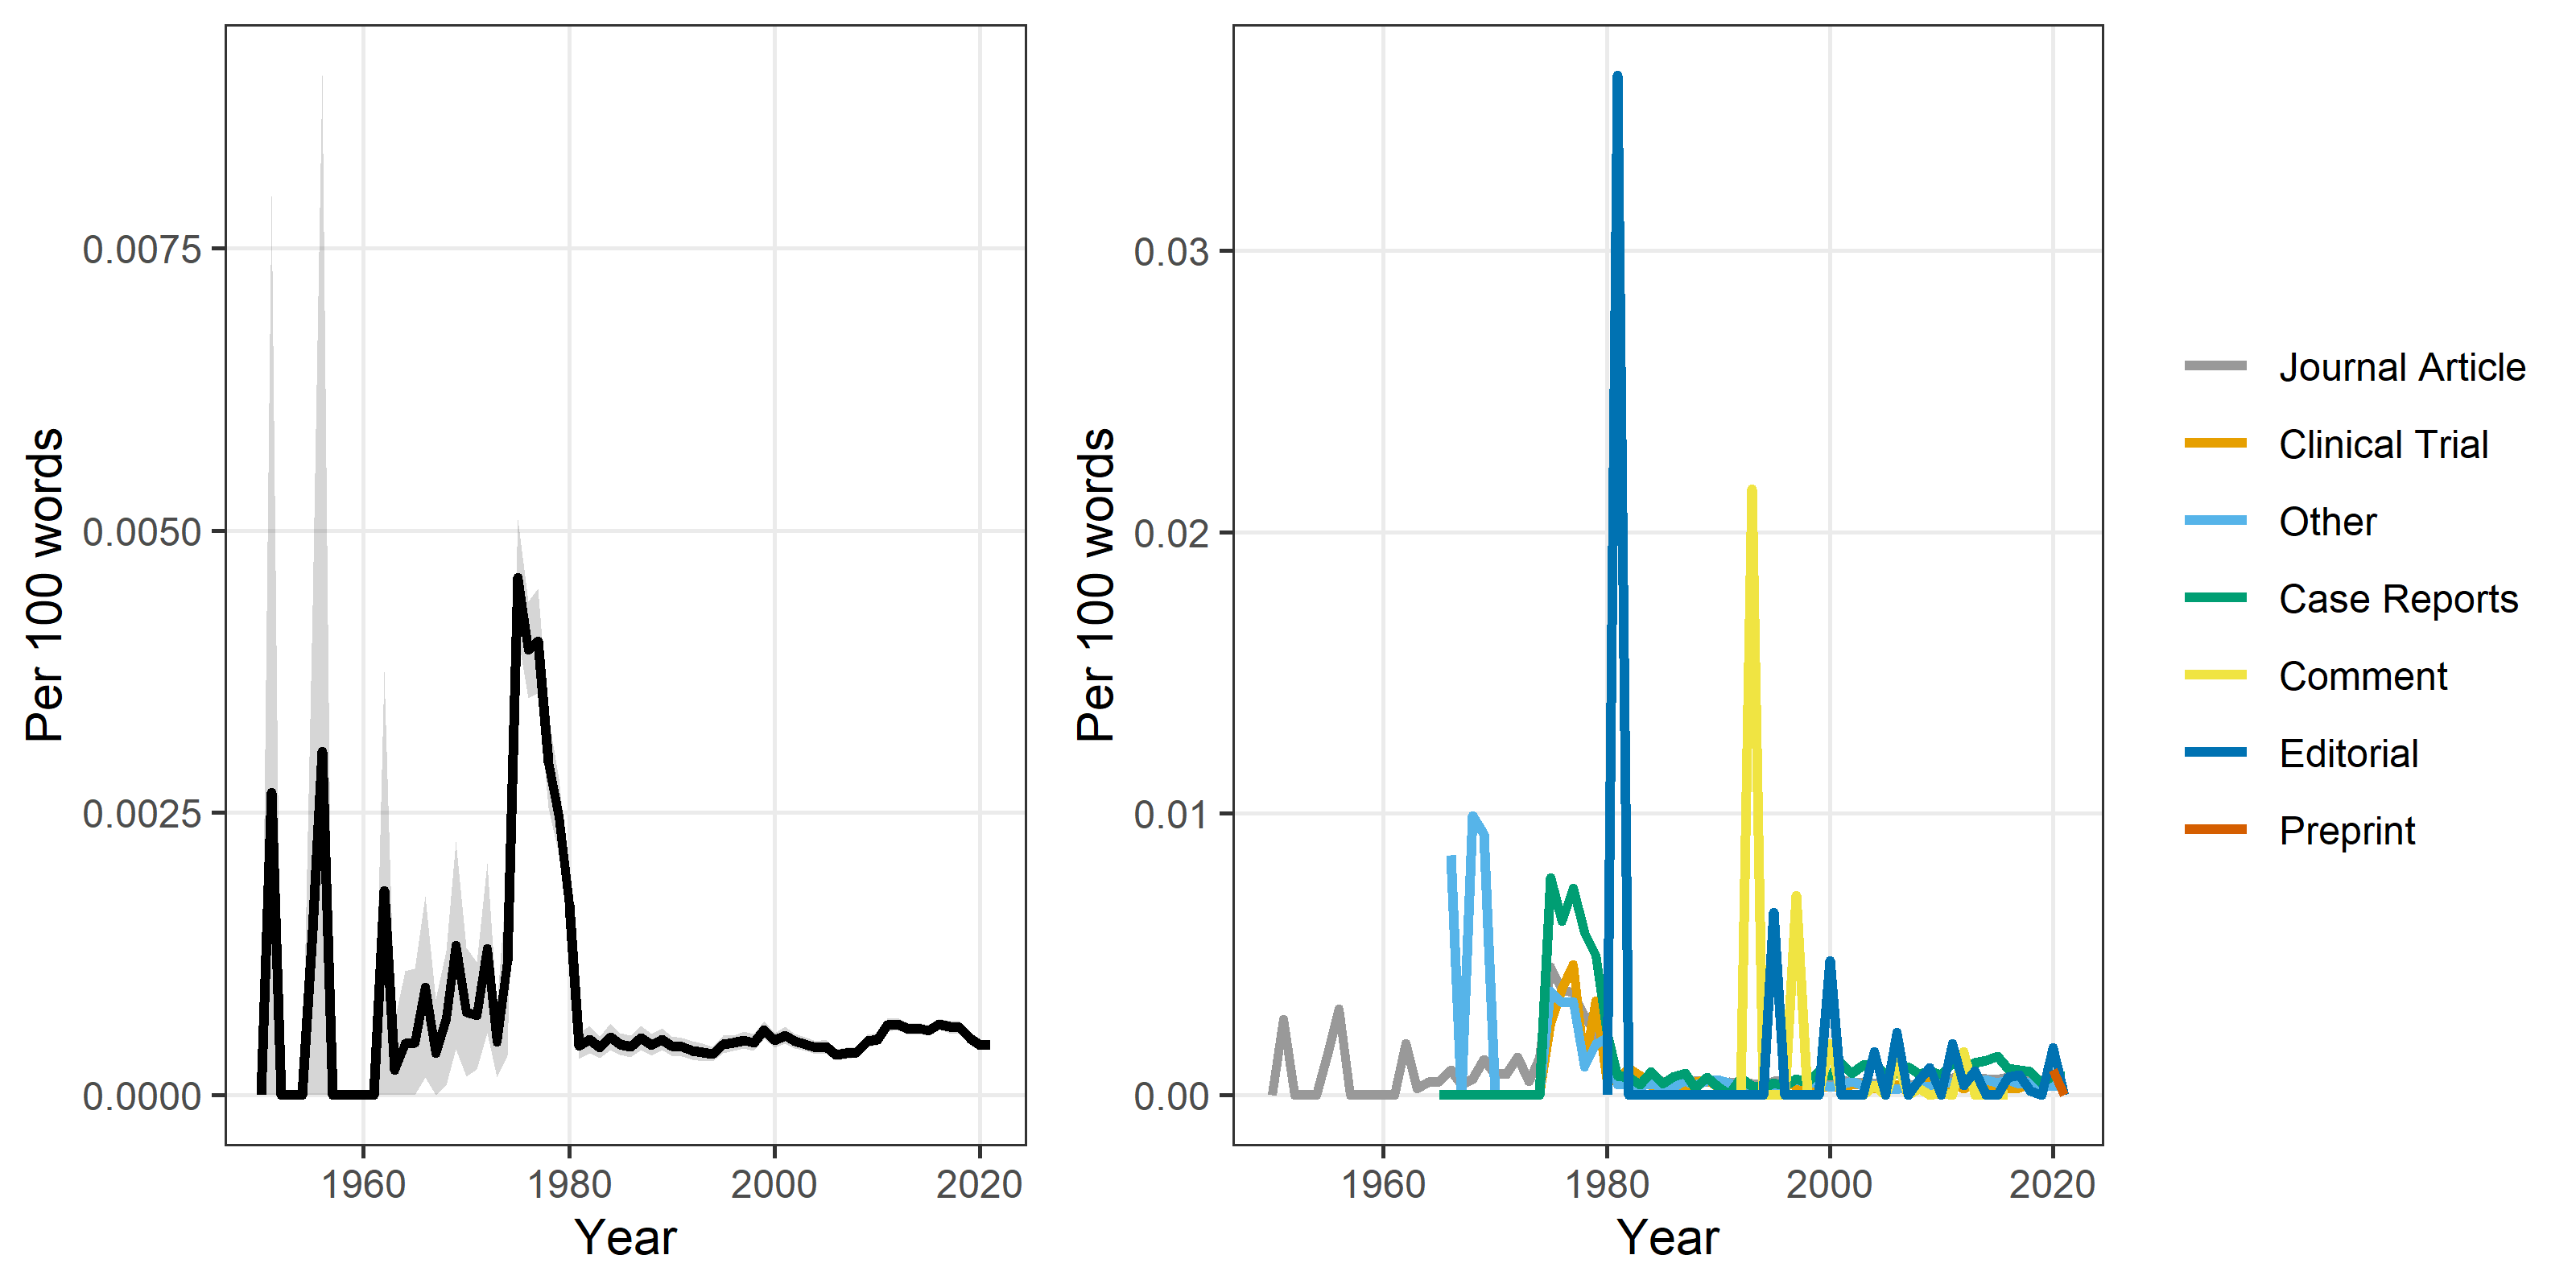 Per 100 words
0.0075
0.0050
0.0025
0.0000
1960 1980 2000 2020
Year
Per 100 words
0.03
0.02
0.01
0.00
1960 1980 2000 2020
Year
Journal Article
Clinical Trial
Other
Case Reports
Comment
Editorial
Preprint